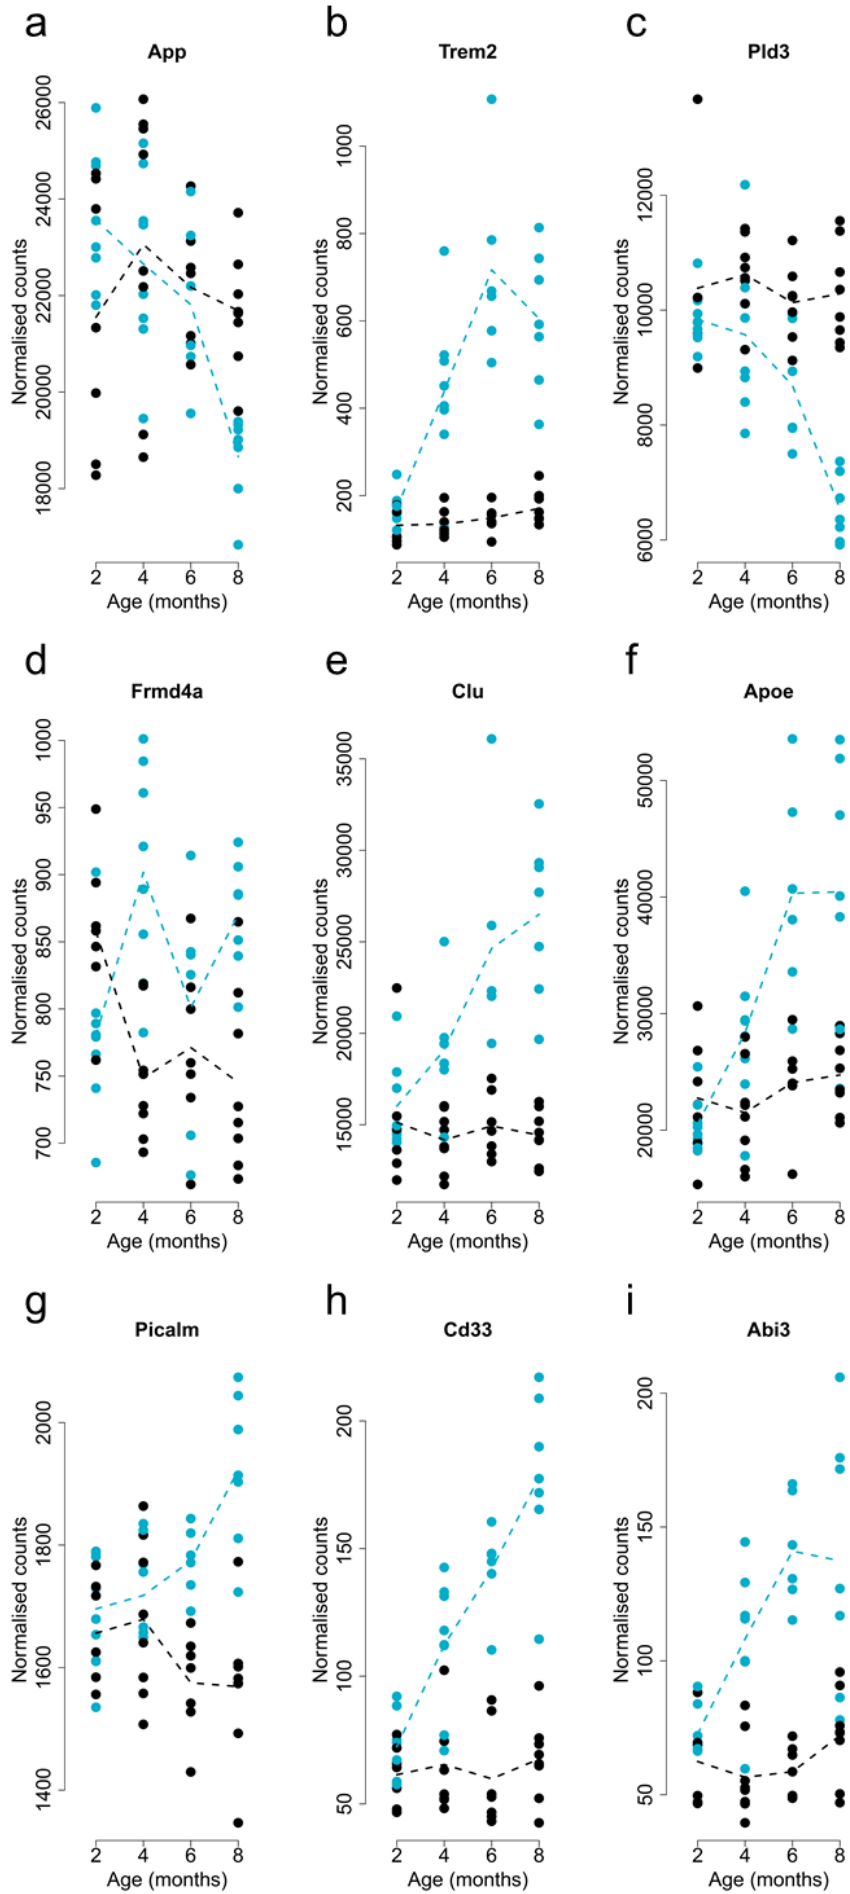 a
App
Normalised counts
26000
24000
22000
20000
18000
2 4 6 8
Age (months)
b
Trem2
Normalised counts
1000
800
600
400
200
2 4 6 8
Age (months)
c
Pld3
Normalised counts
12000
10000
8000
6000
2 4 6 8
Age (months)
d
Frmd4a
Normalised counts
1000
950
900
850
800
750
700
2 4 6 8
Age (months)
e
Clu
Normalised counts
35000
30000
25000
20000
15000
2 4 6 8
Age (months)
f
Apoe
Normalised counts
50000
40000
30000
20000
2 4 6 8
Age (months)
g
Picalm
Normalised counts
2000
1800
1600
1400
2 4 6 8
Age (months)
h
Cd33
Normalised counts
200
150
100
50
2 4 6 8
Age (months)
i
Abi3
Normalised counts
200
150
100
50
2 4 6 8
Age (months)